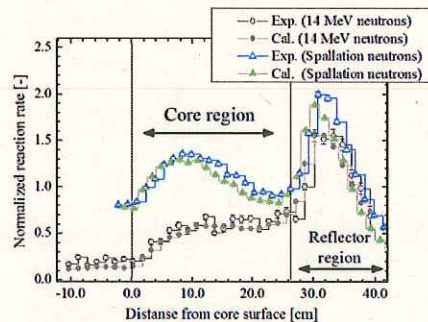 Exp. (14 MeV neutrons)
Cal. (14 MeV neutrons)
Exp. (Spallation neutrons)
Cal. (Spallation neutrons)
Normalized reaction rate [-]
2.5
2.0
1.5
1.0
0.5
0.0
Core region
Reflector
region
-10.0 0.0 10.0 20.0 30.0 40.0
Distanse from core surface [cm]